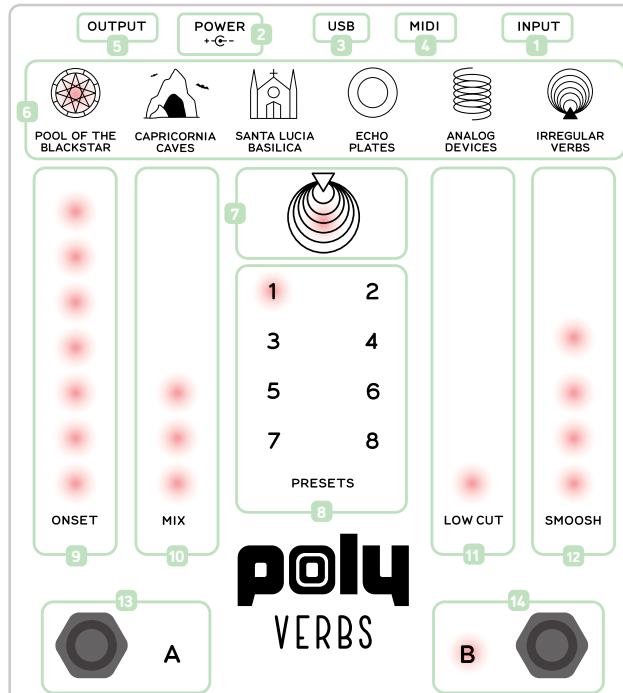 OUTPUT
5
POWER
2
USB
3
MIDI
4
INPUT
1
6
POOL OF THE
BLACKSTAR
CAPRICORNIA
CAVES
SANTA LUCIA
BASILICA
ECHO
PLATES
ANALOG
DEVICES
IRREGULAR
VERBS
7
1 2
3 4
5 6
7 8
PRESETS
8
ONSET
9
MIX
10
LOW CUT
11
SMOOSH
12
poly
VERBS
13
A
14
B